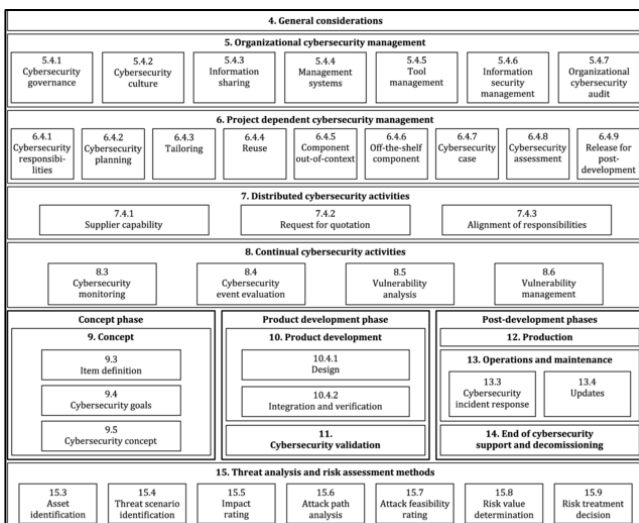 4. General considerations
5. Organizational cybersecurity management
5.4.1
Cybersecurity
governance
5.4.2
Cybersecurity
culture
5.4.3
Information
sharing
5.4.4
Management
systems
5.4.5
Tool
management
5.4.6
Information
security
management
5.4.7
Organizational
cybersecurity
audit
6. Project dependent cybersecurity management
6.4.1
Cybersecurity
responsibi-
lities
6.4.2
Cybersecurity
planning
6.4.3
Tailoring
6.4.4
Reuse
6.4.5
Component
out-of-context
6.4.6
Off-the-shelf
component
6.4.7
Cybersecurity
case
6.4.8
Cybersecurity
assessment
6.4.9
Release for
post-
development
7. Distributed cybersecurity activities
7.4.1
Supplier capability
7.4.2
Request for quotation
7.4.3
Alignment of responsibilities
8. Continual cybersecurity activities
8.3
Cybersecurity
monitoring
8.4
Cybersecurity
event evaluation
8.5
Vulnerability
analysis
8.6
Vulnerability
management
Concept phase
9. Concept
9.3
Item definition
9.4
Cybersecurity goals
9.5
Cybersecurity concept
Product development phase
10. Product development
10.4.1
Design
10.4.2
Integration and verification
11.
Cybersecurity validation
Post-development phases
12. Production
13. Operations and maintenance
13.3
Cybersecurity
incident response
13.4
Updates
14. End of cybersecurity
support and decomissioning
15. Threat analysis and risk assessment methods
15.3
Asset
identification
15.4
Threat scenario
identification
15.5
Impact
rating
15.6
Attack path
analysis
15.7
Attack feasibility
rating
15.8
Risk value
determination
15.9
Risk treatment
decision